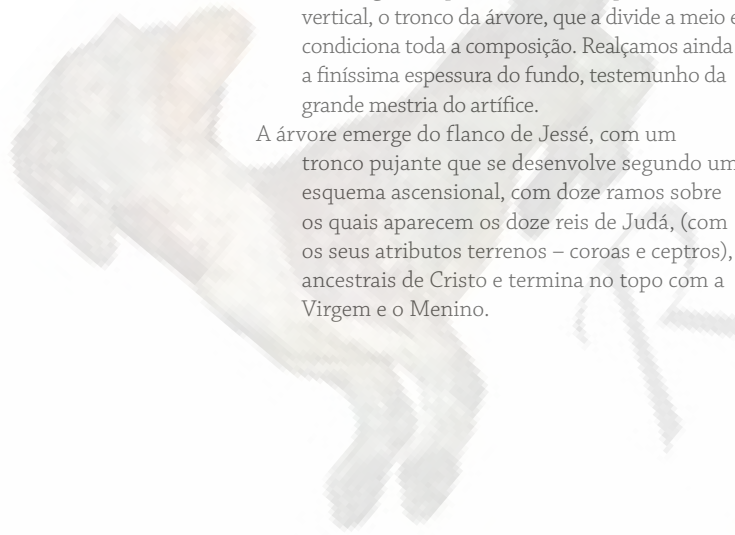 vertical, o tronco da árvore, que a divide a meio e
condiciona toda a composição. Realçamos ainda
a finíssima espessura do fundo, testemunho da
grande mestria do artífice.
A árvore emerge do flanco de Jessé, com um
tronco pujante que se desenvolve segundo um
esquema ascensional, com doze ramos sobre
os quais aparecem os doze reis de Judá, (com
os seus atributos terrenos – coroas e ceptros),
ancestrais de Cristo e termina no topo com a
Virgem e o Menino.